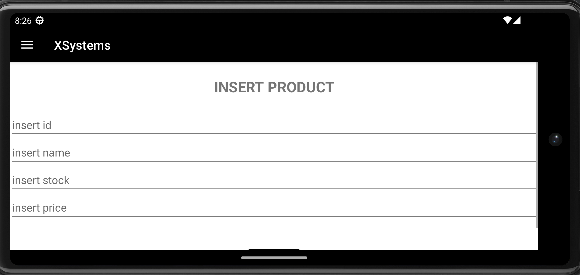 8:26
XSystems
INSERT PRODUCT
insert id
insert name
insert stock
insert price